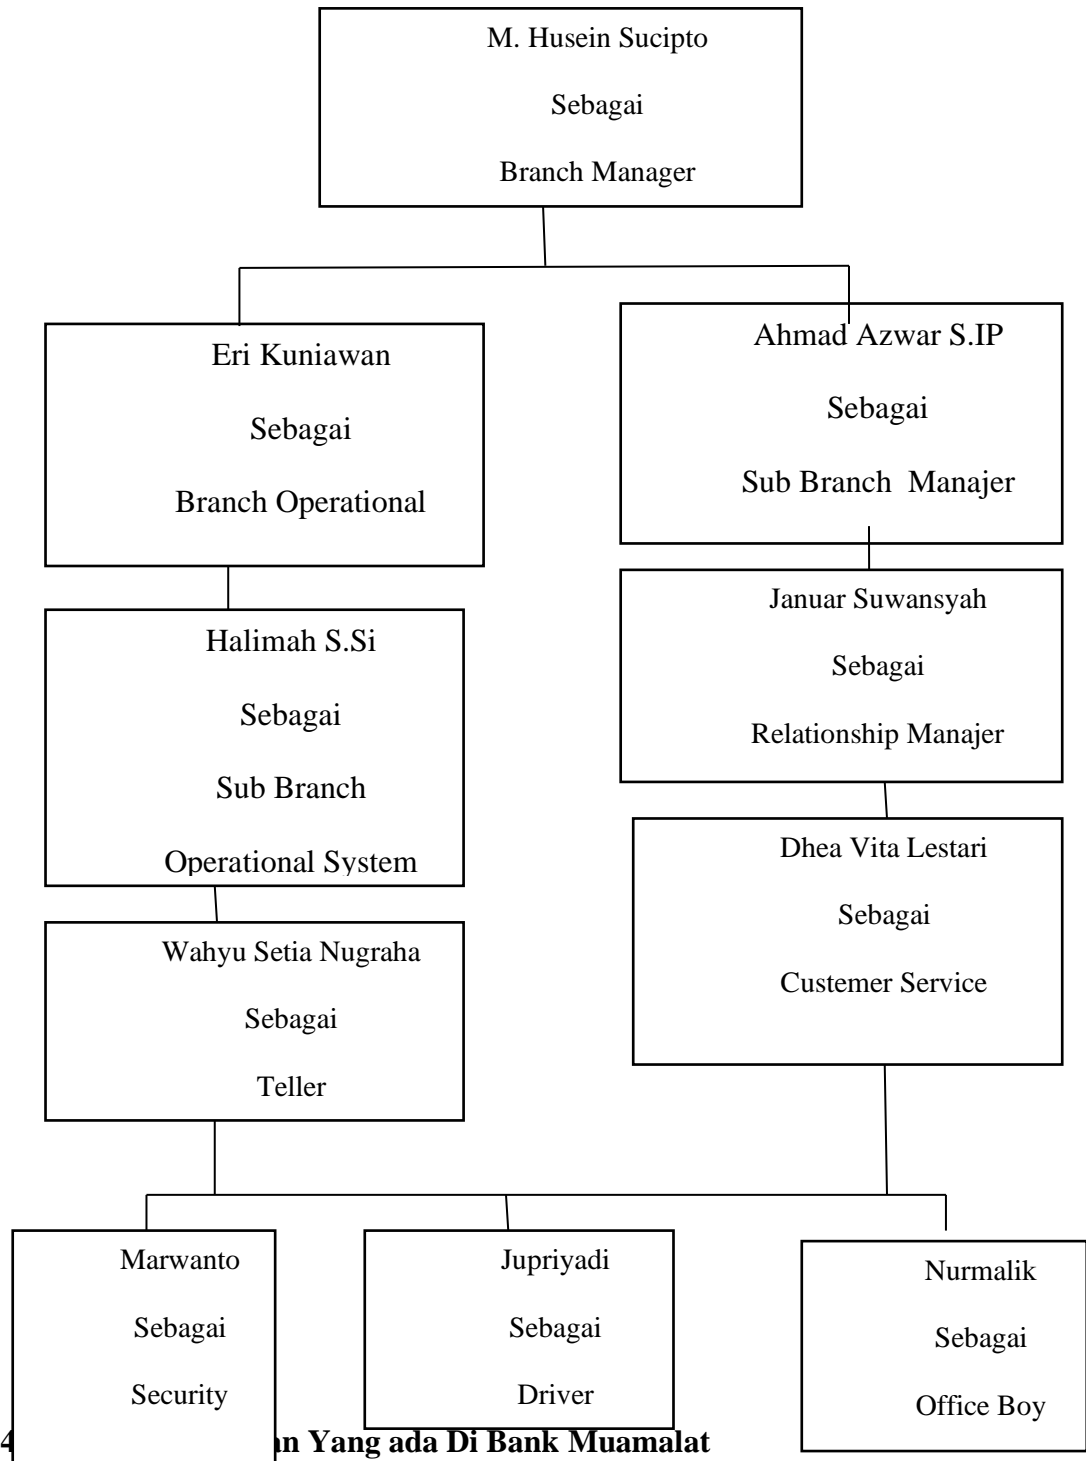 M. Husein Sucipto
Sebagai
Branch Manager
Eri Kuniawan
Sebagai
Branch Operational
Ahmad Azwar S.IP
Sebagai
Sub Branch  Manajer
Halimah S.Si
Sebagai
Sub Branch
Operational System
Januar Suwansyah
Sebagai
Relationship Manajer
Wahyu Setia Nugraha
Sebagai
Teller
Dhea Vita Lestari
Sebagai
Custemer Service
Marwanto
Sebagai
Security
Jupriyadi
Sebagai
Driver
Nurmalik
Sebagai
Office Boy
4 Yang ada Di Bank Muamalat